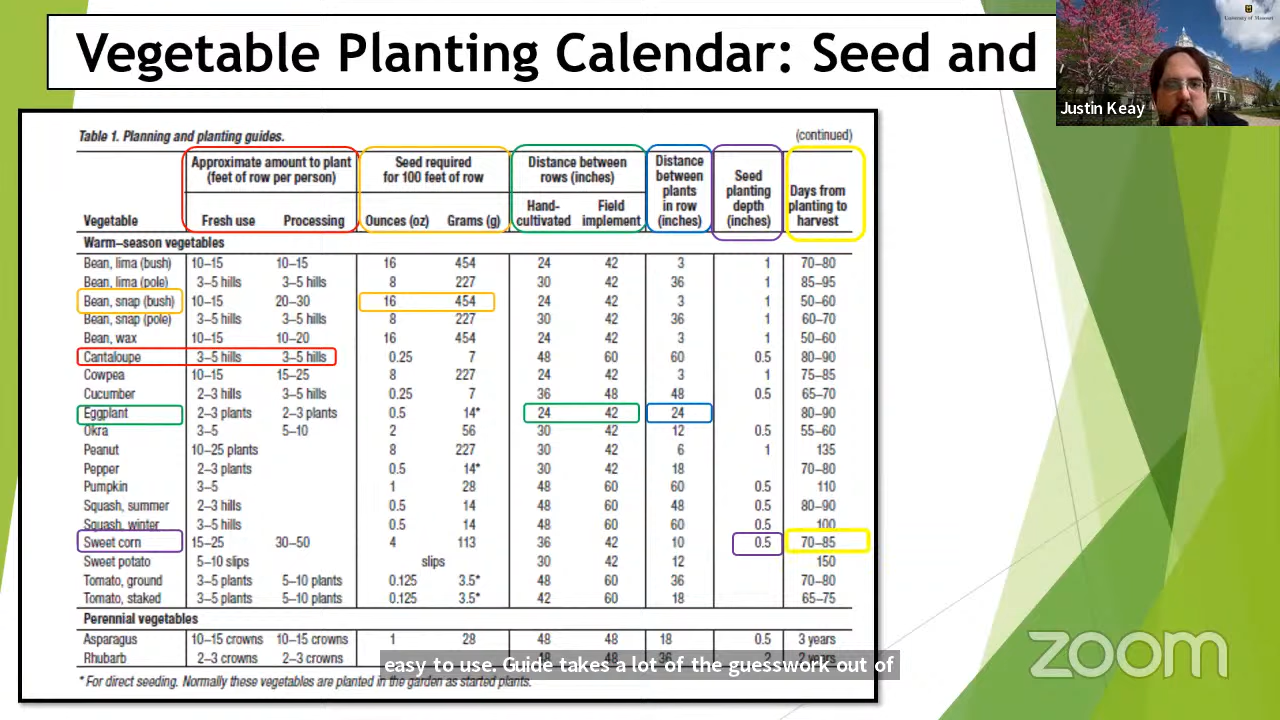 Vegetable Planting Calendar: Seed and
University of Missouri
Justin Keay
Table 1. Planning and planting guides. (continued)
Vegetable Approximate amount to plant (feet of row per person) Seed required for 100 feet of row Distance between rows (inches) Distance between plants in row (inches) Seed planting depth (inches) Days from planting to harvest
Fresh use Processing Ounces (oz) Grams (g) Hand-cultivated Field implement
Warm–season vegetables
Bean, lima (bush) 10–15 10–15 16 454 24 42 3 1 70–80
Bean, lima (pole) 3–5 hills 3–5 hills 8 227 30 42 36 1 85–95
Bean, snap (bush) 10–15 20–30 16 454 24 42 3 1 50–60
Bean, snap (pole) 3–5 hills 3–5 hills 8 227 30 42 36 1 60–70
Bean, wax 10–15 10–20 16 454 24 42 3 1 50–60
Cantaloupe 3–5 hills 3–5 hills 0.25 7 48 60 60 0.5 80–90
Cowpea 10–15 15–25 8 227 24 42 3 1 75–85
Cucumber 2–3 hills 3–5 hills 0.25 7 36 48 48 0.5 65–70
Eggplant 2–3 plants 2–3 plants 0.5 14* 24 42 24 80–90
Okra 3–5 5–10 2 56 30 42 12 0.5 55–60
Peanut 10–25 plants 8 227 30 42 6 1 135
Pepper 2–3 plants 0.5 14* 30 42 18 70–80
Pumpkin 3–5 1 28 48 60 60 0.5 110
Squash, summer 2–3 hills 0.5 14 48 60 48 0.5 80–90
Squash, winter 3–5 hills 0.5 14 48 60 60 0.5 100
Sweet corn 15–25 30–50 4 113 36 42 10 0.5 70–85
Sweet potato 5–10 slips slips 30 42 12 150
Tomato, ground 3–5 plants 5–10 plants 0.125 3.5* 48 60 36 70–80
Tomato, staked 3–5 plants 5–10 plants 0.125 3.5* 42 60 18 65–75
Perennial vegetables
Asparagus 10–15 crowns 10–15 crowns 1 28 48 48 18 0.5 3 years
Rhubarb 2–3 crowns 2–3 crowns 48 48 36 2 2 years
easy to use. Guide takes a lot of the guesswork out of
* For direct seeding. Normally these vegetables are planted in the garden as started plants.
zoom